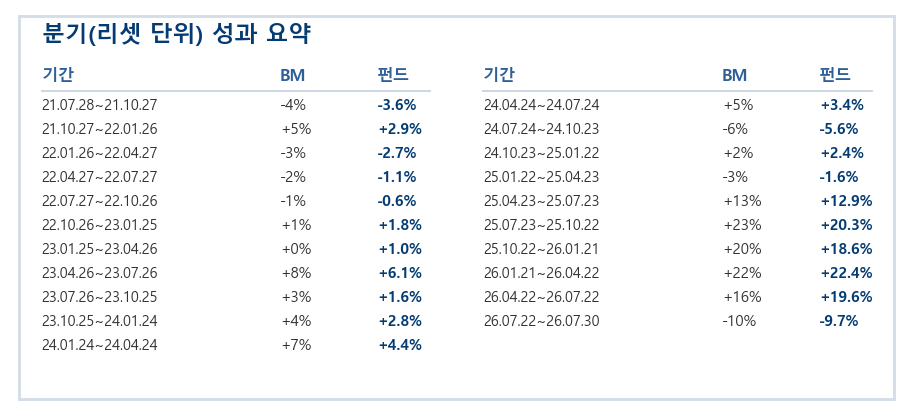 분기(리셋 단위) 성과 요약
기간 BM 펀드
21.07.28~21.10.27 -4% -3.6%
21.10.27~22.01.26 +5% +2.9%
22.01.26~22.04.27 -3% -2.7%
22.04.27~22.07.27 -2% -1.1%
22.07.27~22.10.26 -1% -0.6%
22.10.26~23.01.25 +1% +1.8%
23.01.25~23.04.26 +0% +1.0%
23.04.26~23.07.26 +8% +6.1%
23.07.26~23.10.25 +3% +1.6%
23.10.25~24.01.24 +4% +2.8%
24.01.24~24.04.24 +7% +4.4%
기간 BM 펀드
24.04.24~24.07.24 +5% +3.4%
24.07.24~24.10.23 -6% -5.6%
24.10.23~25.01.22 +2% +2.4%
25.01.22~25.04.23 -3% -1.6%
25.04.23~25.07.23 +13% +12.9%
25.07.23~25.10.22 +23% +20.3%
25.10.22~26.01.21 +20% +18.6%
26.01.21~26.04.22 +22% +22.4%
26.04.22~26.07.22 +16% +19.6%
26.07.22~26.07.30 -10% -9.7%